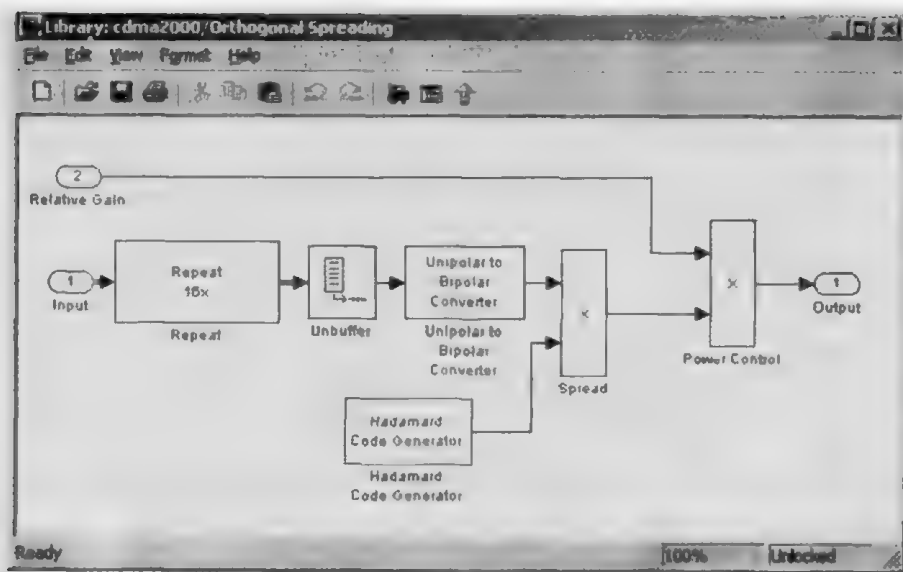 Library: cdma2000/Orthogonal Spreading
File Edit View Format Help
2
Relative Gain
1
Input
Repeat
16x
Repeat
Unbuffer
Unipolar to
Bipolar
Converter
Unipolar to
Bipolar
Converter
x
Spread
x
Power Control
1
Output
Hadamard
Code Generator
Hadamard
Code Generator
Ready
100%
Unlocked